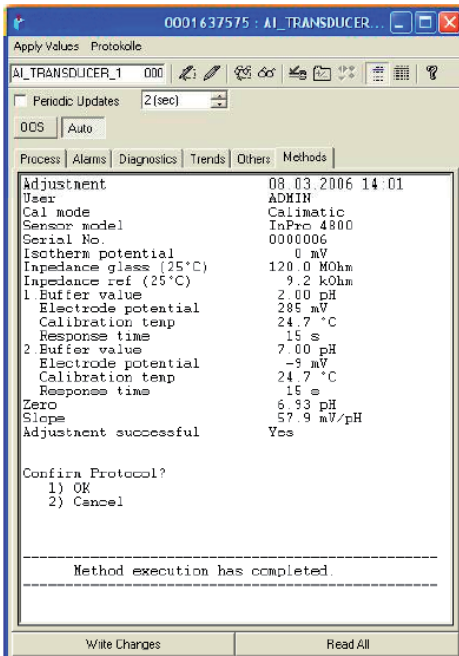 0001637575 : AI_TRANSDUCER...
Apply Values Protokolle
AI_TRANSDUCER_1 000
Periodic Updates 2 (sec)
OOS Auto
Process Alarms Diagnostics Trends Others Methods
Adjustment 08.03.2006 14:01
User ADMIN
Cal mode Calimatic
Sensor model InPro 4800
Serial No. 0000006
Isotherm potential 0 mV
Impedance glass (25°C) 120.0 MOhm
Impedance ref (25°C) 9.2 kOhm
1.Buffer value 2.00 pH
Electrode potential 285 mV
Calibration temp 24.7 °C
Response time 15 s
2.Buffer value 7.00 pH
Electrode potential -9 mV
Calibration temp 24.7 °C
Response time 15 s
Zero 6.93 pH
Slope 57.9 mV/pH
Adjustment successful Yes
Confirm Protocol?
1) OK
2) Cancel
Method execution has completed.
Write Changes Read All